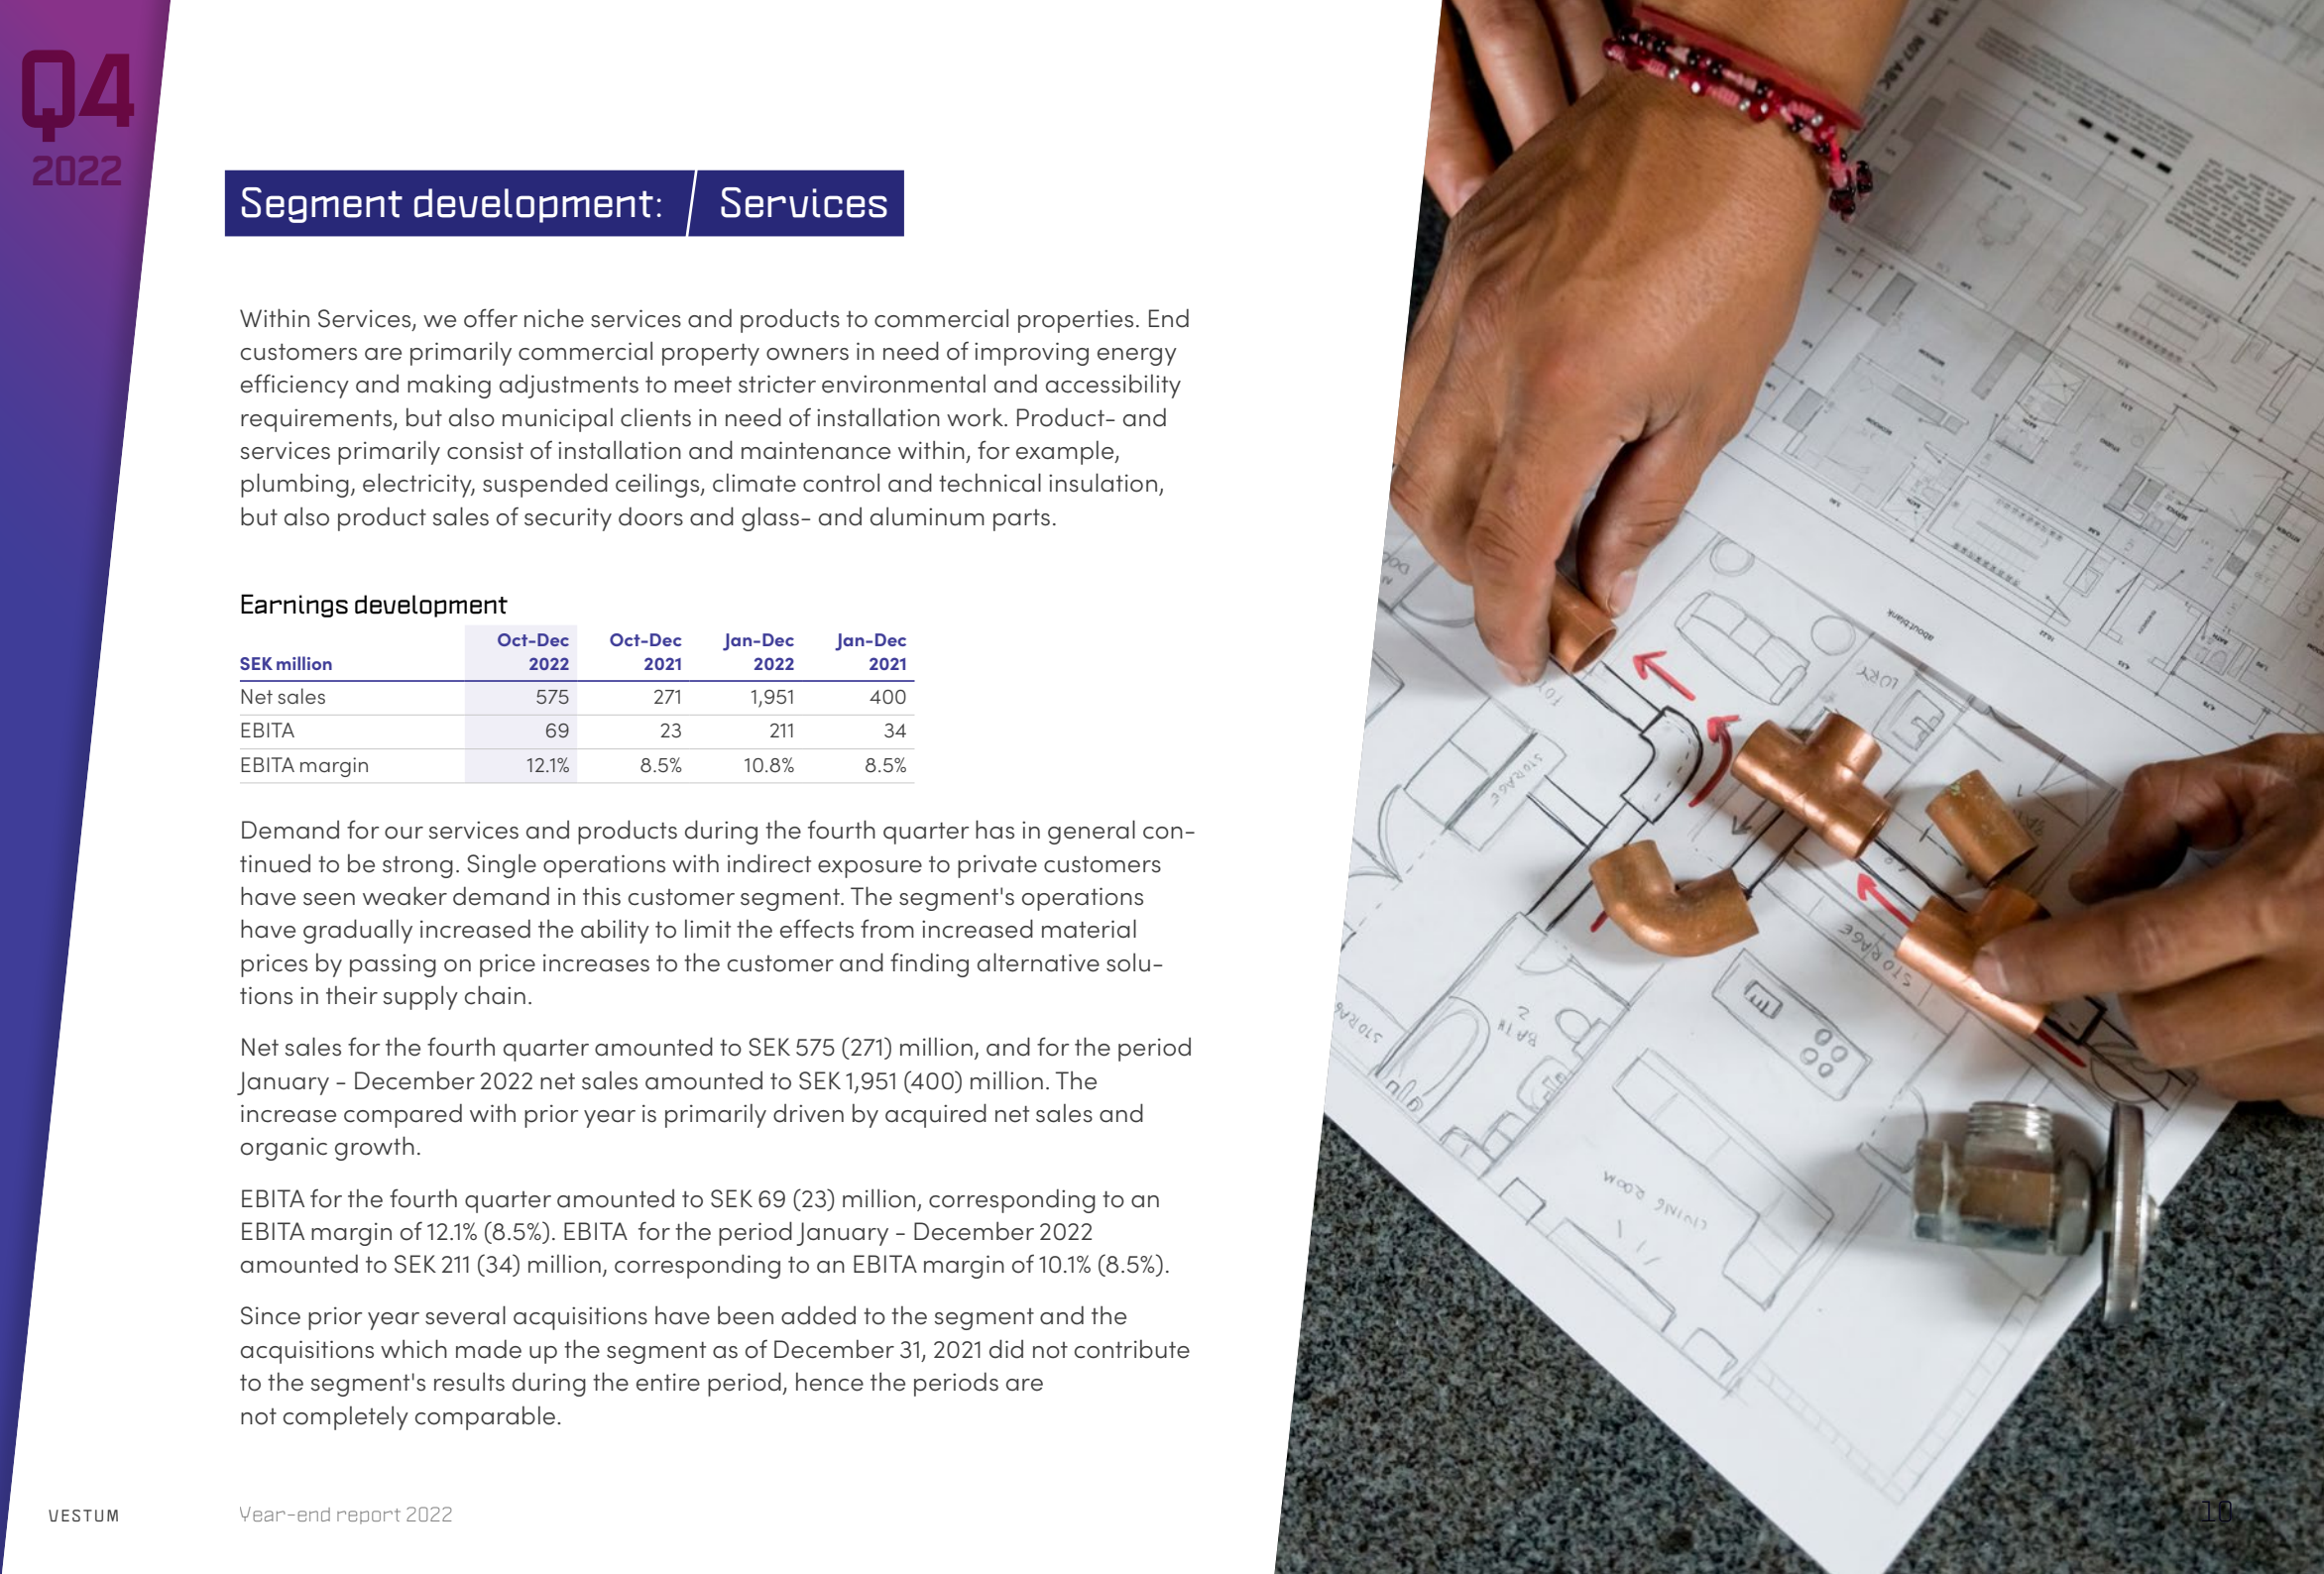 Q4
2022
Segment development: Services
Within Services, we offer niche services and products to commercial properties. End
customers are primarily commercial property owners in need of improving energy
efficiency and making adjustments to meet stricter environmental and accessibility
requirements, but also municipal clients in need of installation work. Product- and
services primarily consist of installation and maintenance within, for example,
plumbing, electricity, suspended ceilings, climate control and technical insulation,
but also product sales of security doors and glass- and aluminum parts.
Earnings development
SEK million Oct-Dec 2022 Oct-Dec 2021 Jan-Dec 2022 Jan-Dec 2021
Net sales 575 271 1,951 400
EBITA 69 23 211 34
EBITA margin 12.1% 8.5% 10.8% 8.5%
Demand for our services and products during the fourth quarter has in general con-
tinued to be strong. Single operations with indirect exposure to private customers
have seen weaker demand in this customer segment. The segment's operations
have gradually increased the ability to limit the effects from increased material
prices by passing on price increases to the customer and finding alternative solu-
tions in their supply chain.
Net sales for the fourth quarter amounted to SEK 575 (271) million, and for the period
January - December 2022 net sales amounted to SEK 1,951 (400) million. The
increase compared with prior year is primarily driven by acquired net sales and
organic growth.
EBITA for the fourth quarter amounted to SEK 69 (23) million, corresponding to an
EBITA margin of 12.1% (8.5%). EBITA  for the period January - December 2022
amounted to SEK 211 (34) million, corresponding to an EBITA margin of 10.1% (8.5%).
Since prior year several acquisitions have been added to the segment and the
acquisitions which made up the segment as of December 31, 2021 did not contribute
to the segment's results during the entire period, hence the periods are
not completely comparable.
about:blank
STORAGE
STORAGE
BATH 2
LIVING ROOM
VESTUM
Year-end report 2022
10